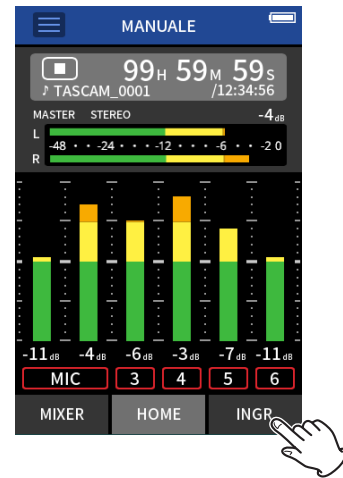 MANUALE
99H 59M 59S
♪ TASCAM_0001 /12:34:56
MASTER STEREO -4dB
L
-48 -24 -12 -6 -2 0
R
-11dB -4dB -6dB -3dB -7dB -11dB
MIC 3 4 5 6
MIXER HOME INGR